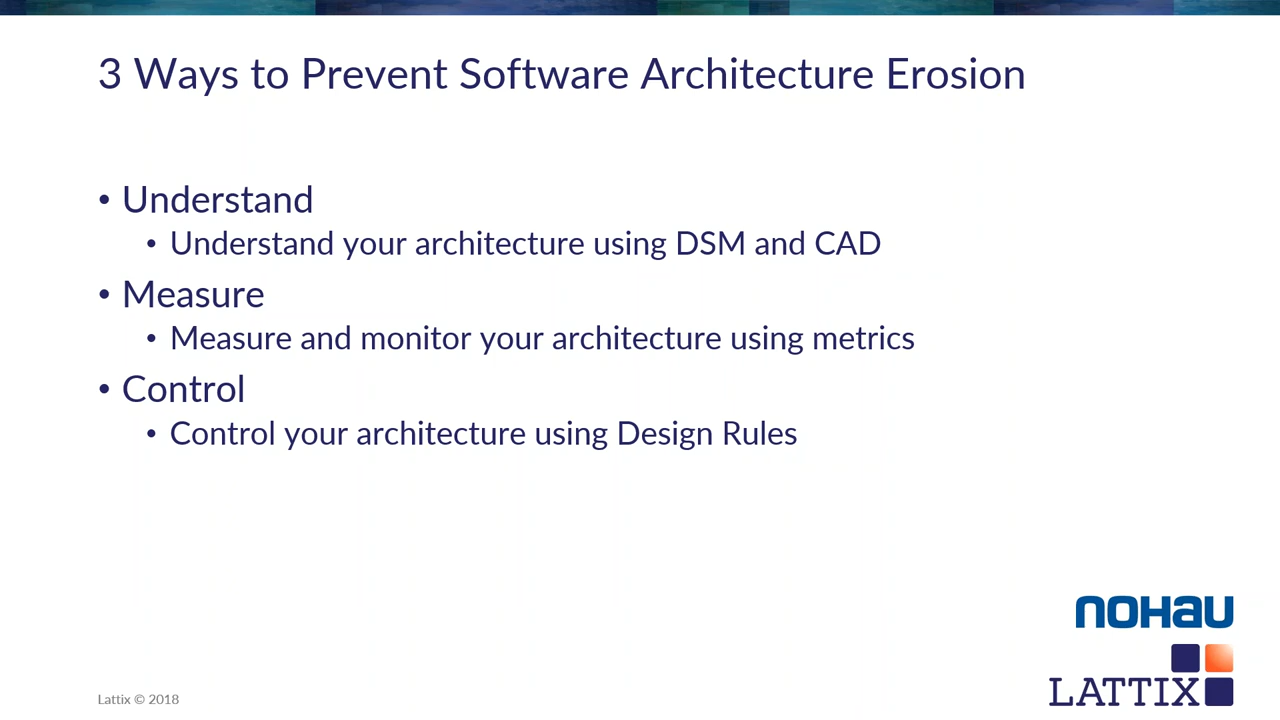 3 Ways to Prevent Software Architecture Erosion
• Understand
• Understand your architecture using DSM and CAD
• Measure
• Measure and monitor your architecture using metrics
• Control
• Control your architecture using Design Rules
NOHAU
LATTIX
Lattix © 2018